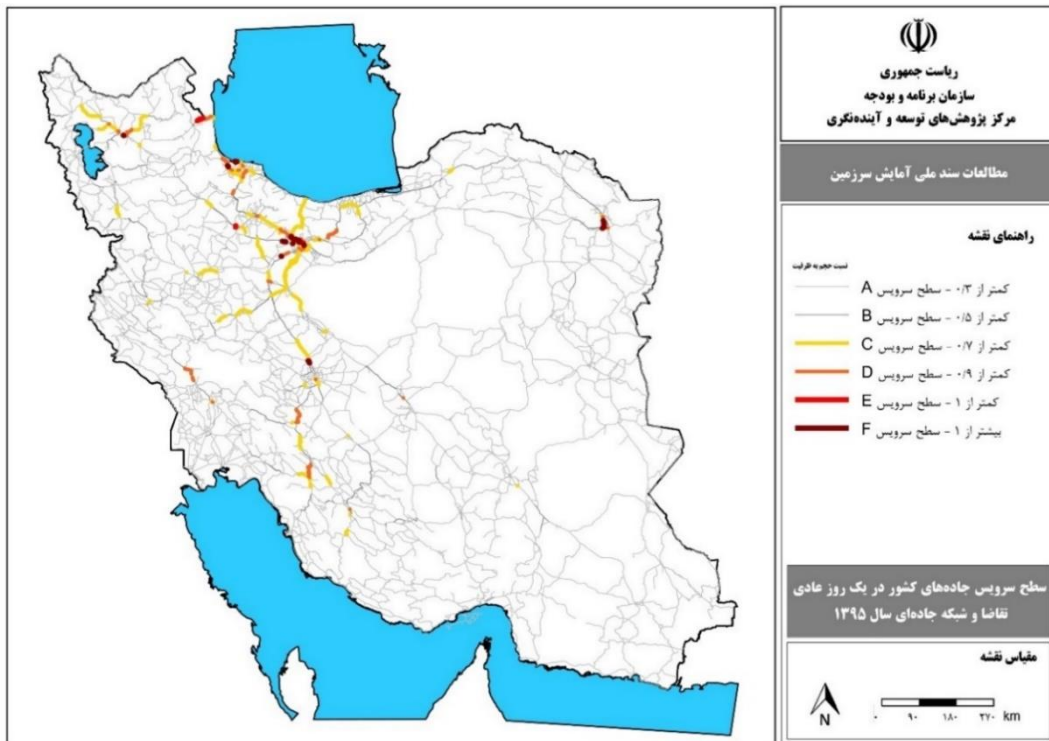 ریاست جمهوری
سازمان برنامه و بودجه
مرکز پژوهش‌های توسعه و آینده‌نگری
مطالعات سند ملی آمایش سرزمین
راهنمای نقشه
نسبت حجم به ظرفیت
کمتر از ۰/۳ - سطح سرویس A
کمتر از ۰/۵ - سطح سرویس B
کمتر از ۰/۷ - سطح سرویس C
کمتر از ۰/۹ - سطح سرویس D
کمتر از ۱ - سطح سرویس E
بیشتر از ۱ - سطح سرویس F
سطح سرویس جاده‌های کشور در یک روز عادی
تقاضا و شبکه جاده‌ای سال ۱۳۹۵
مقیاس نقشه
N
۰ ۹۰ ۱۸۰ ۲۷۰ km